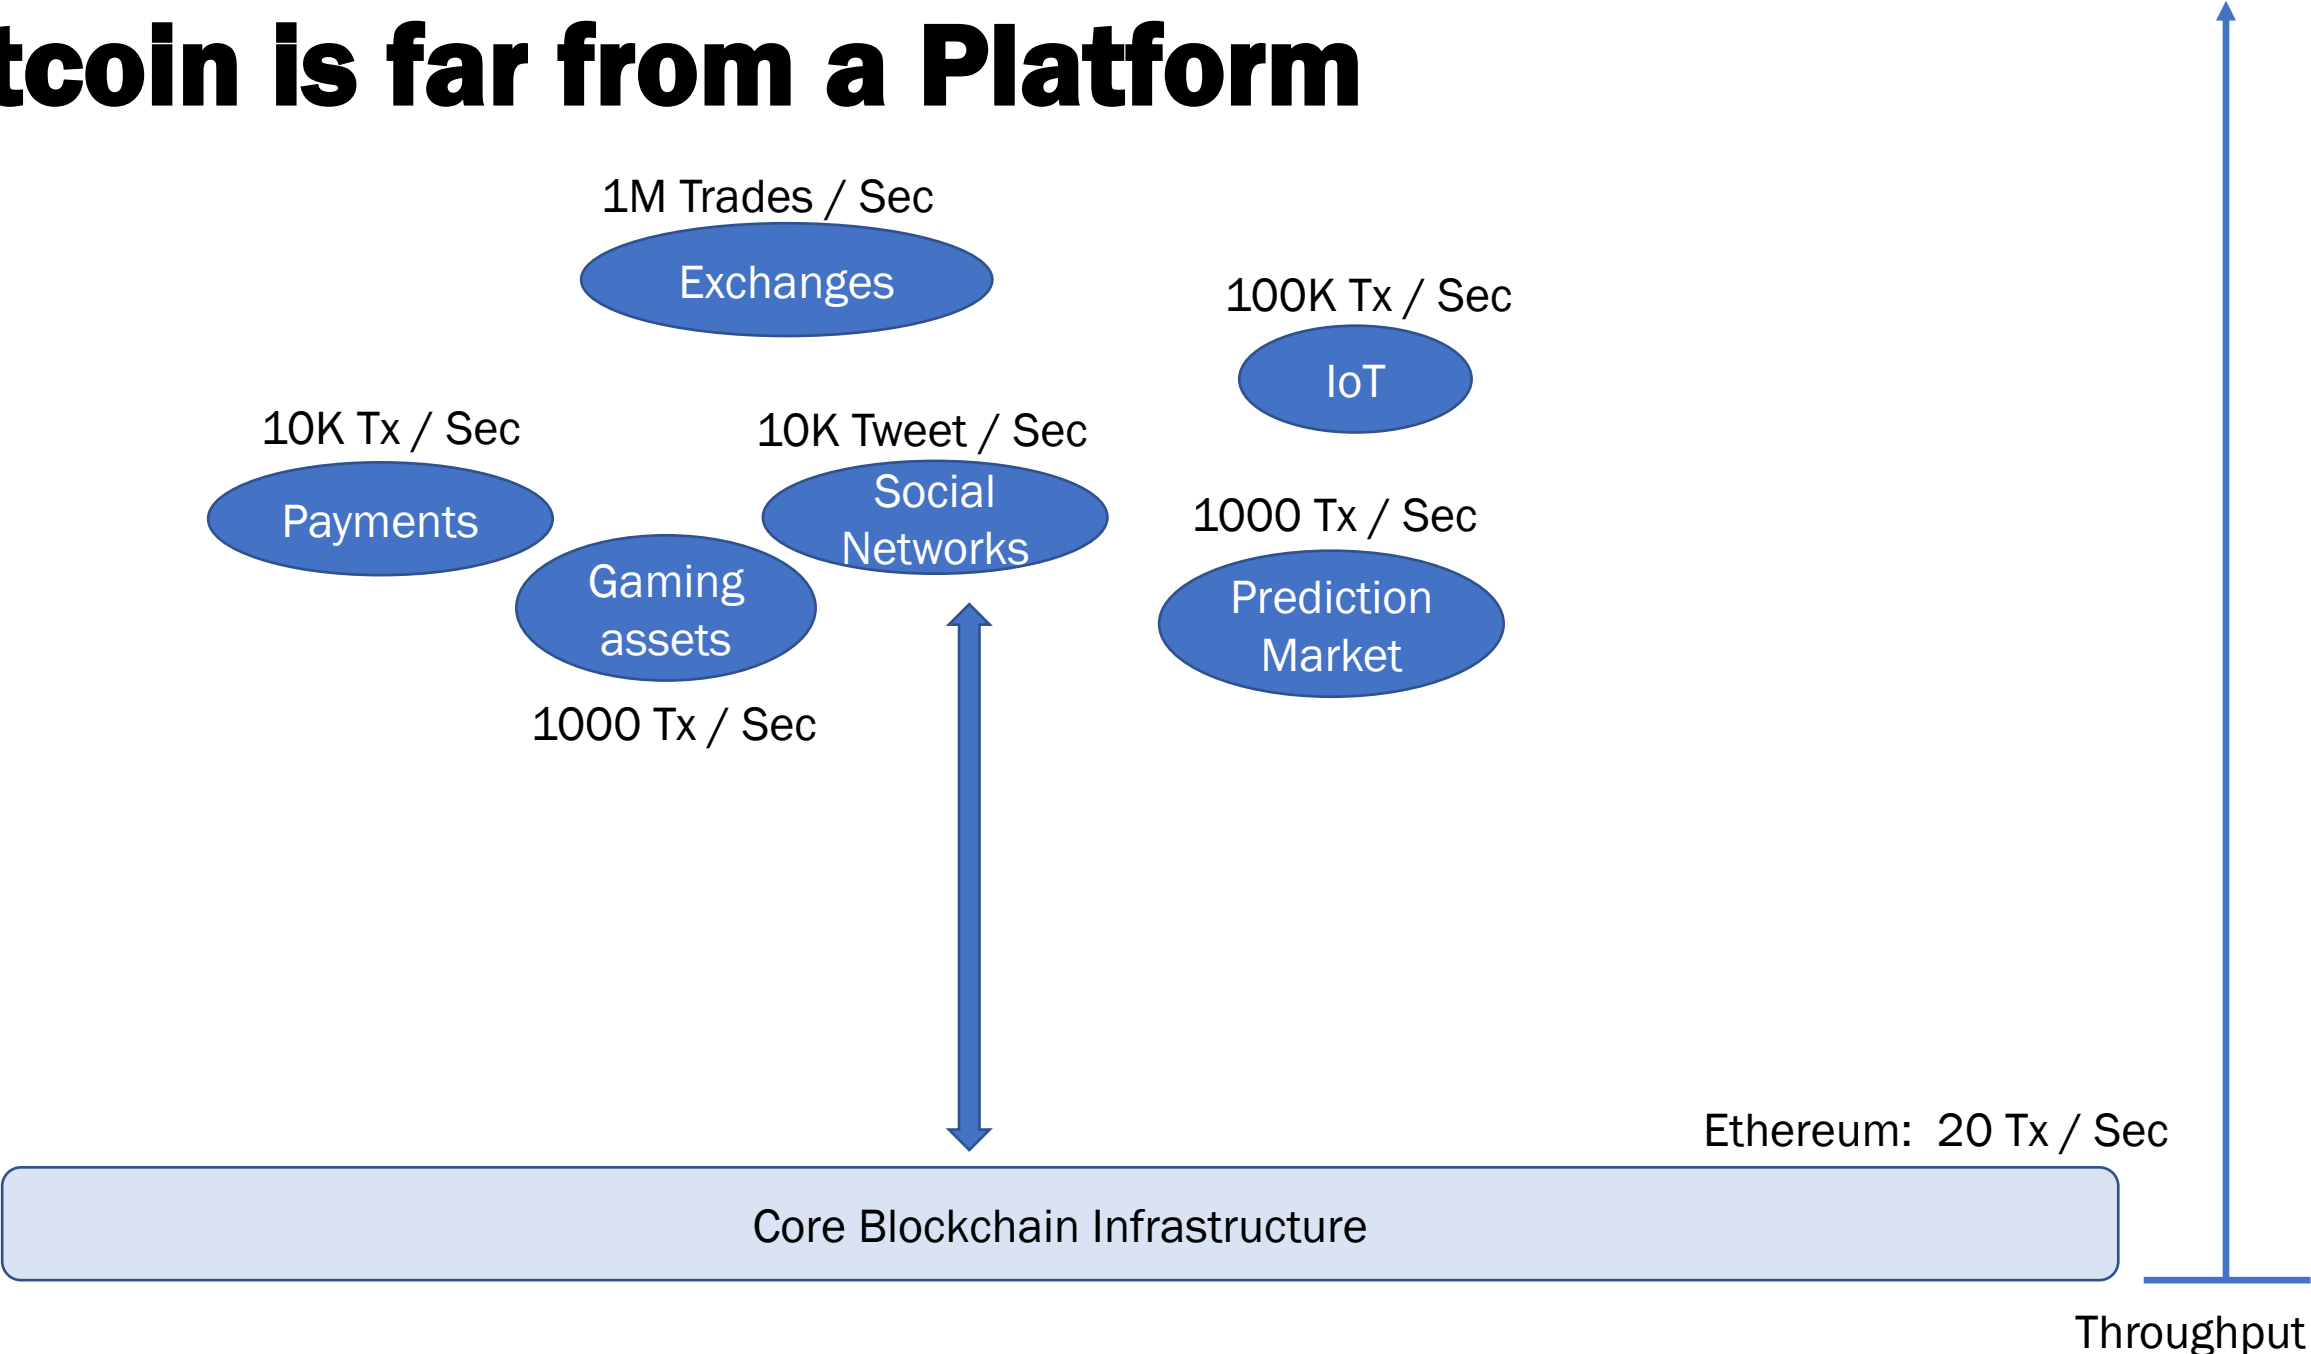 tcoin is far from a Platform
1M Trades / Sec
Exchanges
100K Tx / Sec
IoT
10K Tx / Sec
Payments
10K Tweet / Sec
Social
Networks
1000 Tx / Sec
Prediction
Market
Gaming
assets
1000 Tx / Sec
Ethereum: 20 Tx / Sec
Core Blockchain Infrastructure
Throughput